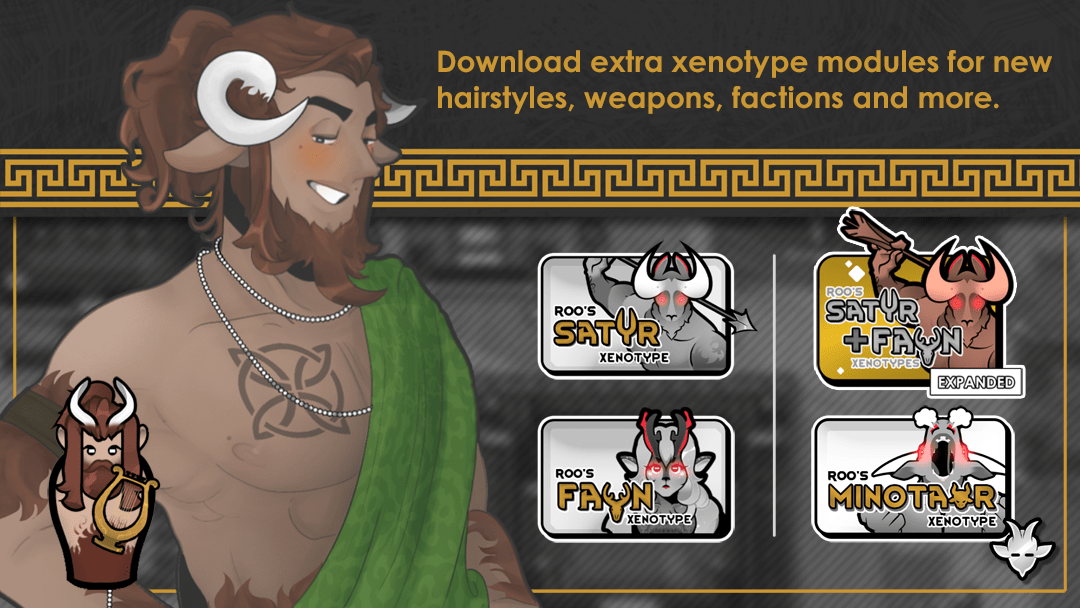 Download extra xenotype modules for new
hairstyles, weapons, factions and more.
ROO'S
SATYR
XENOTYPE
ROO'S
SATYR
+FAWN
XENOTYPES
EXPANDED
ROO'S
FAWN
XENOTYPE
ROO'S
MINOTAUR
XENOTYPE